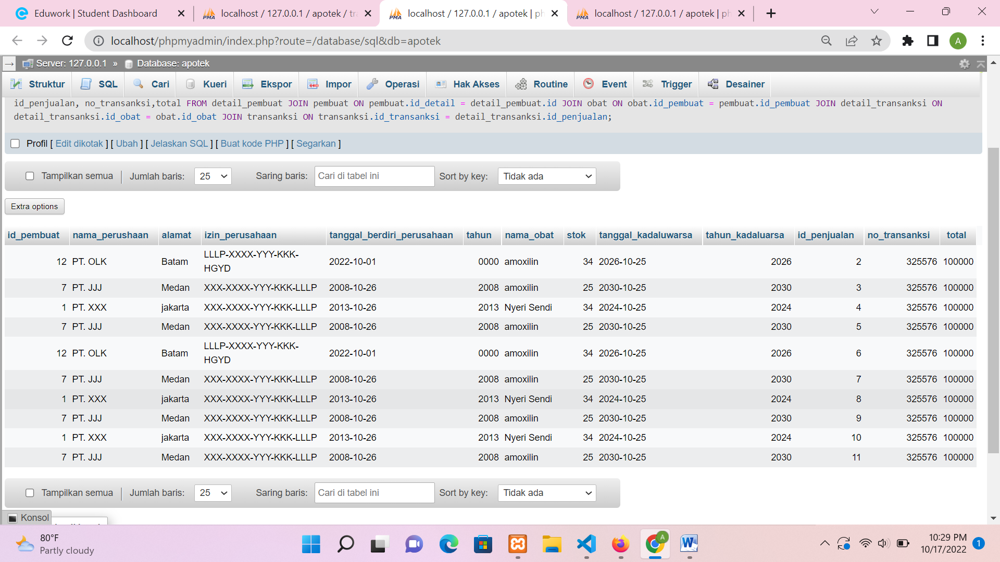 Eduwork | Student Dashboard
localhost / 127.0.0.1 / apotek / tr
localhost / 127.0.0.1 / apotek | ph
localhost / 127.0.0.1 / apotek | ph
localhost/phpmyadmin/index.php?route=/database/sql&db=apotek
A
Server: 127.0.0.1 » Database: apotek
Struktur SQL Cari Kueri Ekspor Impor Operasi Hak Akses Routine Event Trigger Desainer
id_penjualan, no_transaksi,total FROM detail_pembuat JOIN pembuat ON pembuat.id_detail = detail_pembuat.id JOIN obat ON obat.id_pembuat = pembuat.id_pembuat JOIN detail_transaksi ON
detail_transaksi.id_obat = obat.id_obat JOIN transaksi ON transaksi.id_transaksi = detail_transaksi.id_penjualan;
Profil [ Edit dikotak ] [ Ubah ] [ Jelaskan SQL ] [ Buat kode PHP ] [ Segarkan ]
Tampilkan semua | Jumlah baris: 25 Saring baris: Cari di tabel ini Sort by key: Tidak ada
Extra options
id_pembuat nama_perushaan alamat izin_perusahaan tanggal_berdiri_perusahaan tahun nama_obat stok tanggal_kadaluwarsa tahun_kadaluarsa id_penjualan no_transaksi total
12 PT. OLK Batam LLLP-XXXX-YYY-KKK-HGYD 2022-10-01 0000 amoxilin 34 2026-10-25 2026 2 325576 100000
7 PT. JJJ Medan XXX-XXXX-YYY-KKK-LLLP 2008-10-26 2008 amoxilin 25 2030-10-25 2030 3 325576 100000
1 PT. XXX jakarta XXX-XXXX-YYY-KKK-LLLP 2013-10-26 2013 Nyeri Sendi 34 2024-10-25 2024 4 325576 100000
7 PT. JJJ Medan XXX-XXXX-YYY-KKK-LLLP 2008-10-26 2008 amoxilin 25 2030-10-25 2030 5 325576 100000
12 PT. OLK Batam LLLP-XXXX-YYY-KKK-HGYD 2022-10-01 0000 amoxilin 34 2026-10-25 2026 6 325576 100000
7 PT. JJJ Medan XXX-XXXX-YYY-KKK-LLLP 2008-10-26 2008 amoxilin 25 2030-10-25 2030 7 325576 100000
1 PT. XXX jakarta XXX-XXXX-YYY-KKK-LLLP 2013-10-26 2013 Nyeri Sendi 34 2024-10-25 2024 8 325576 100000
7 PT. JJJ Medan XXX-XXXX-YYY-KKK-LLLP 2008-10-26 2008 amoxilin 25 2030-10-25 2030 9 325576 100000
1 PT. XXX jakarta XXX-XXXX-YYY-KKK-LLLP 2013-10-26 2013 Nyeri Sendi 34 2024-10-25 2024 10 325576 100000
7 PT. JJJ Medan XXX-XXXX-YYY-KKK-LLLP 2008-10-26 2008 amoxilin 25 2030-10-25 2030 11 325576 100000
Tampilkan semua | Jumlah baris: 25 Saring baris: Cari di tabel ini Sort by key: Tidak ada
Konsol
80°F
Partly cloudy
10:29 PM
10/17/2022
1